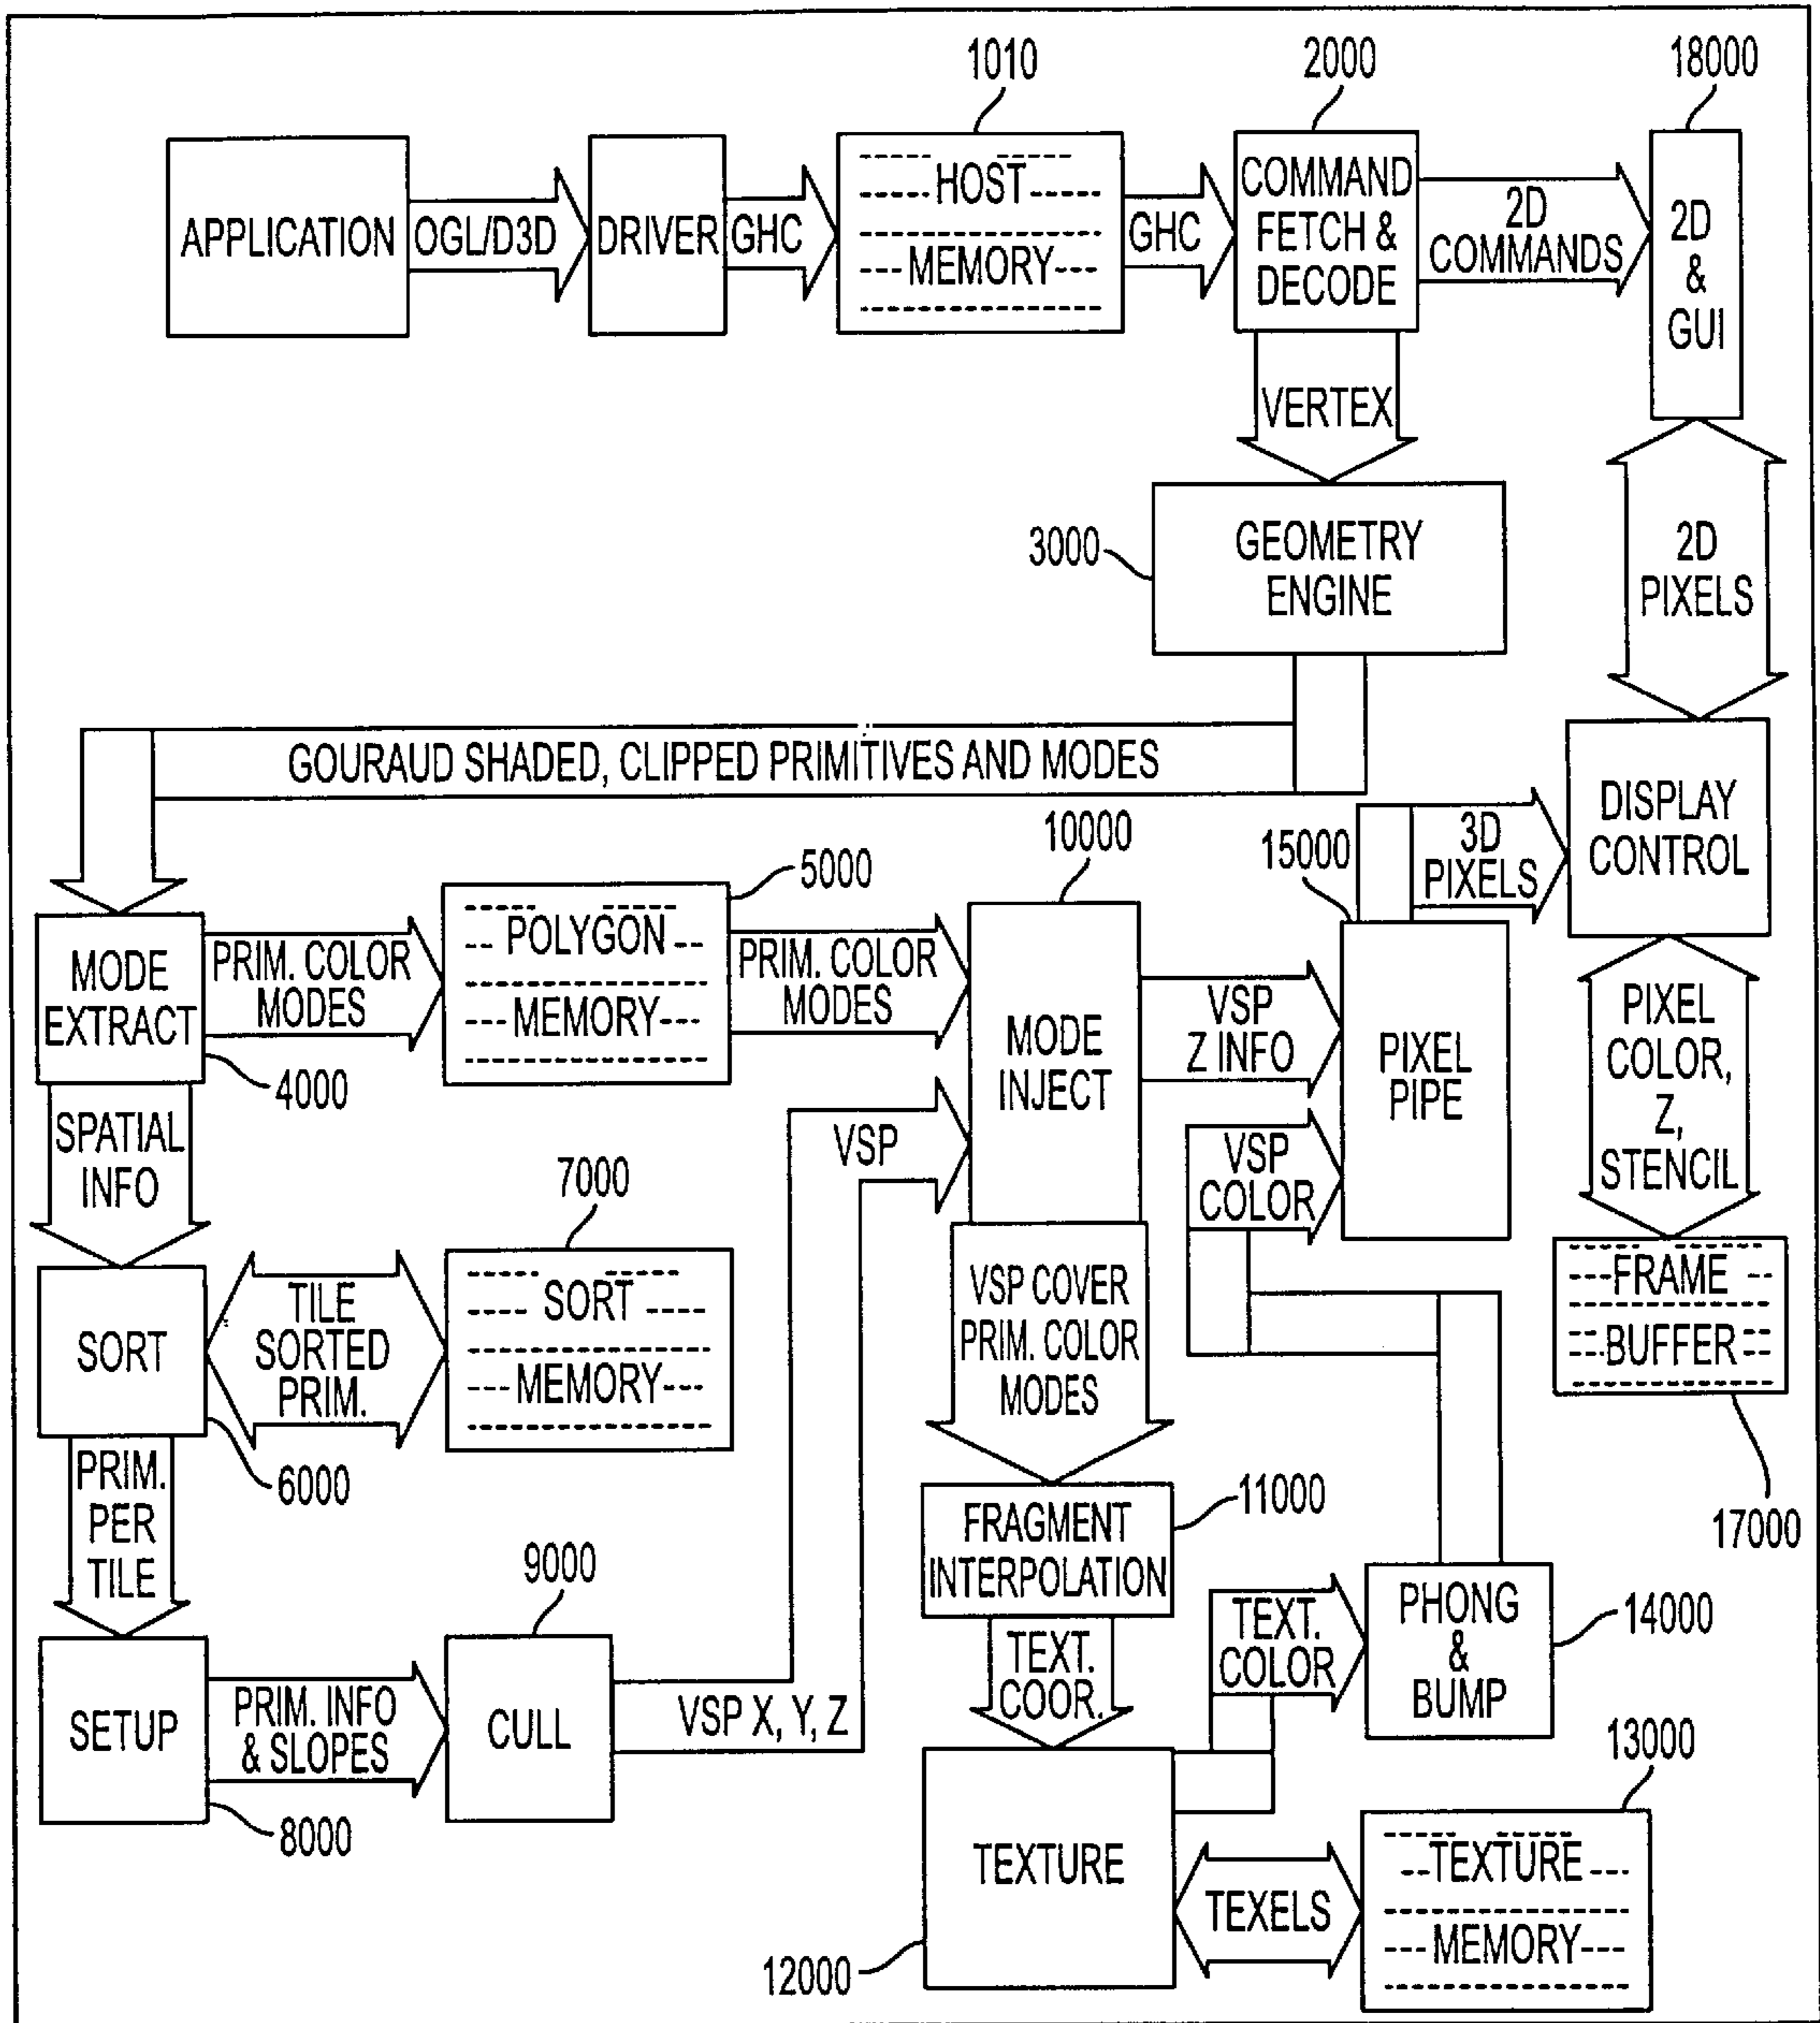 1010
2000
18000
APPLICATION
OGL/D3D
DRIVER
GHC
HOST
MEMORY
GHC
COMMAND
FETCH &
DECODE
2D
COMMANDS
2D
&
GUI
VERTEX
3000
GEOMETRY
ENGINE
2D
PIXELS
GOURAUD SHADED, CLIPPED PRIMITIVES AND MODES
DISPLAY
CONTROL
3D
PIXELS
15000
10000
5000
MODE
EXTRACT
4000
PRIM. COLOR
MODES
POLYGON
MEMORY
PRIM. COLOR
MODES
MODE
INJECT
VSP
Z INFO
PIXEL
PIPE
PIXEL
COLOR,
Z,
STENCIL
SPATIAL
INFO
VSP
VSP
COLOR
7000
SORT
6000
TILE
SORTED
PRIM.
SORT
MEMORY
VSP COVER
PRIM. COLOR
MODES
FRAME
BUFFER
17000
PRIM.
PER
TILE
9000
FRAGMENT
INTERPOLATION
11000
PHONG
&
BUMP
14000
TEXT.
COLOR
TEXT.
COOR.
SETUP
8000
PRIM. INFO
& SLOPES
CULL
VSP X, Y, Z
13000
TEXTURE
12000
TEXELS
TEXTURE
MEMORY